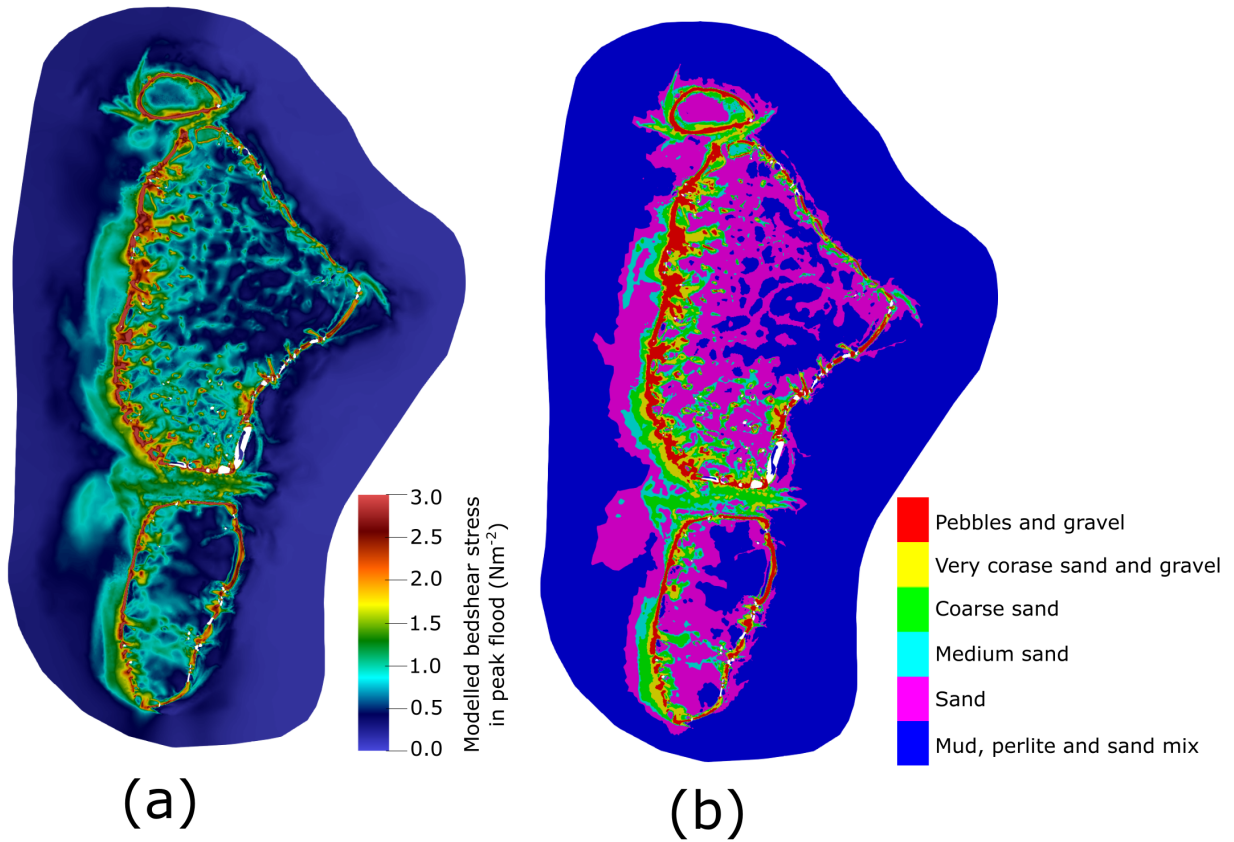 3.0
2.5
2.0
1.5
1.0
0.5
0.0
Modelled bedshear stress
in peak flood (Nm-2)
Pebbles and gravel
Very corase sand and gravel
Coarse sand
Medium sand
Sand
Mud, perlite and sand mix
(a)
(b)